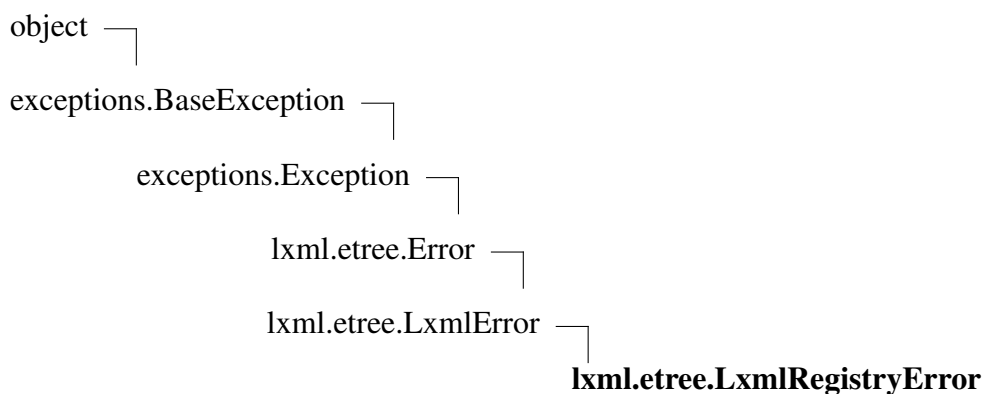 object
exceptions.BaseException
exceptions.Exception
lxml.etree.Error
lxml.etree.LxmlError
lxml.etree.LxmlRegistryError